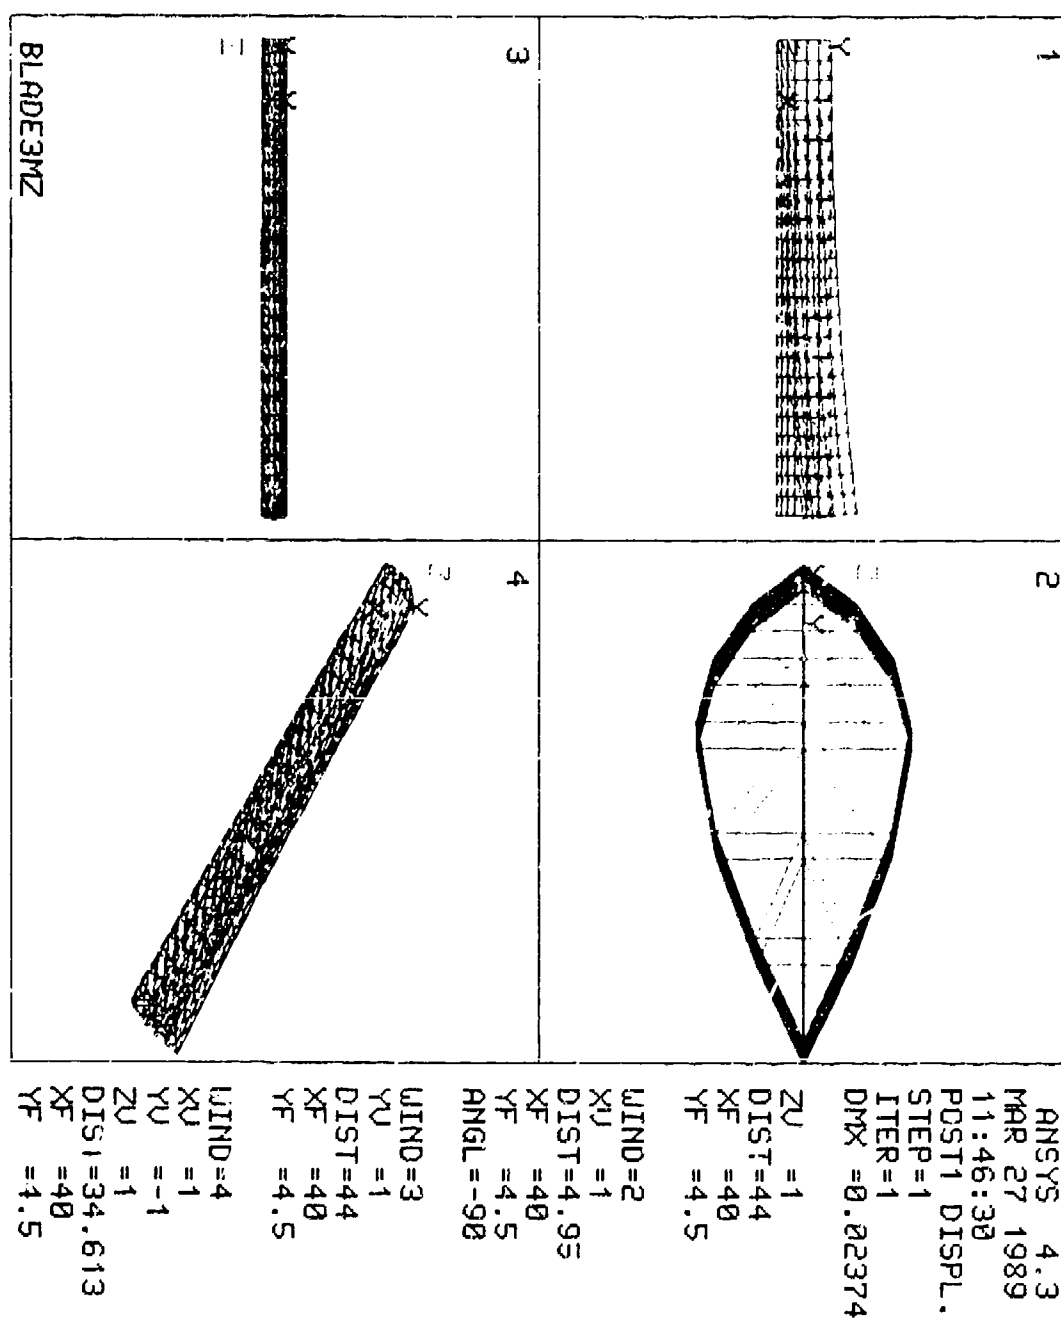 ANSYS 4.3
MAR 27 1989
11:46:30
POST1 DISPL.
STEP=1
ITER=1
DMX =0.02374
ZV =1
DIST=44
XF =40
YF =4.5
WIND=2
XV =1
DIST=4.95
XF =40
YF =4.5
ANGL=-90
WIND=3
YV =1
DIST=44
XF =40
YF =4.5
WIND=4
XV =1
YV =-1
ZV =1
DIST=34.613
XF =40
YF =4.5
1
Y
X
2
X
Y
3
Y
X
4
X
BLADE3MZ